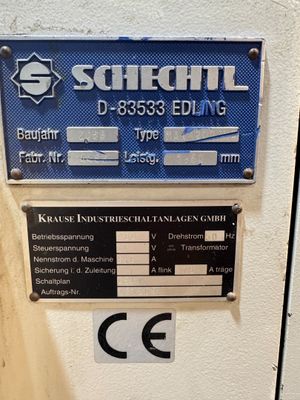 S SCHECHTL
D-83533 EDLING
Baujahr Type
Fabr. Nr. Leistg. mm
KRAUSE INDUSTRIESCHALTANLAGEN GMBH
Betriebsspannung V Drehstrom Hz
Steuerspannung V Transformator
Nennstrom d. Maschine A
Sicherung i. d. Zuleitung A flink A träge
Schaltplan
Auftrags-Nr.
CE